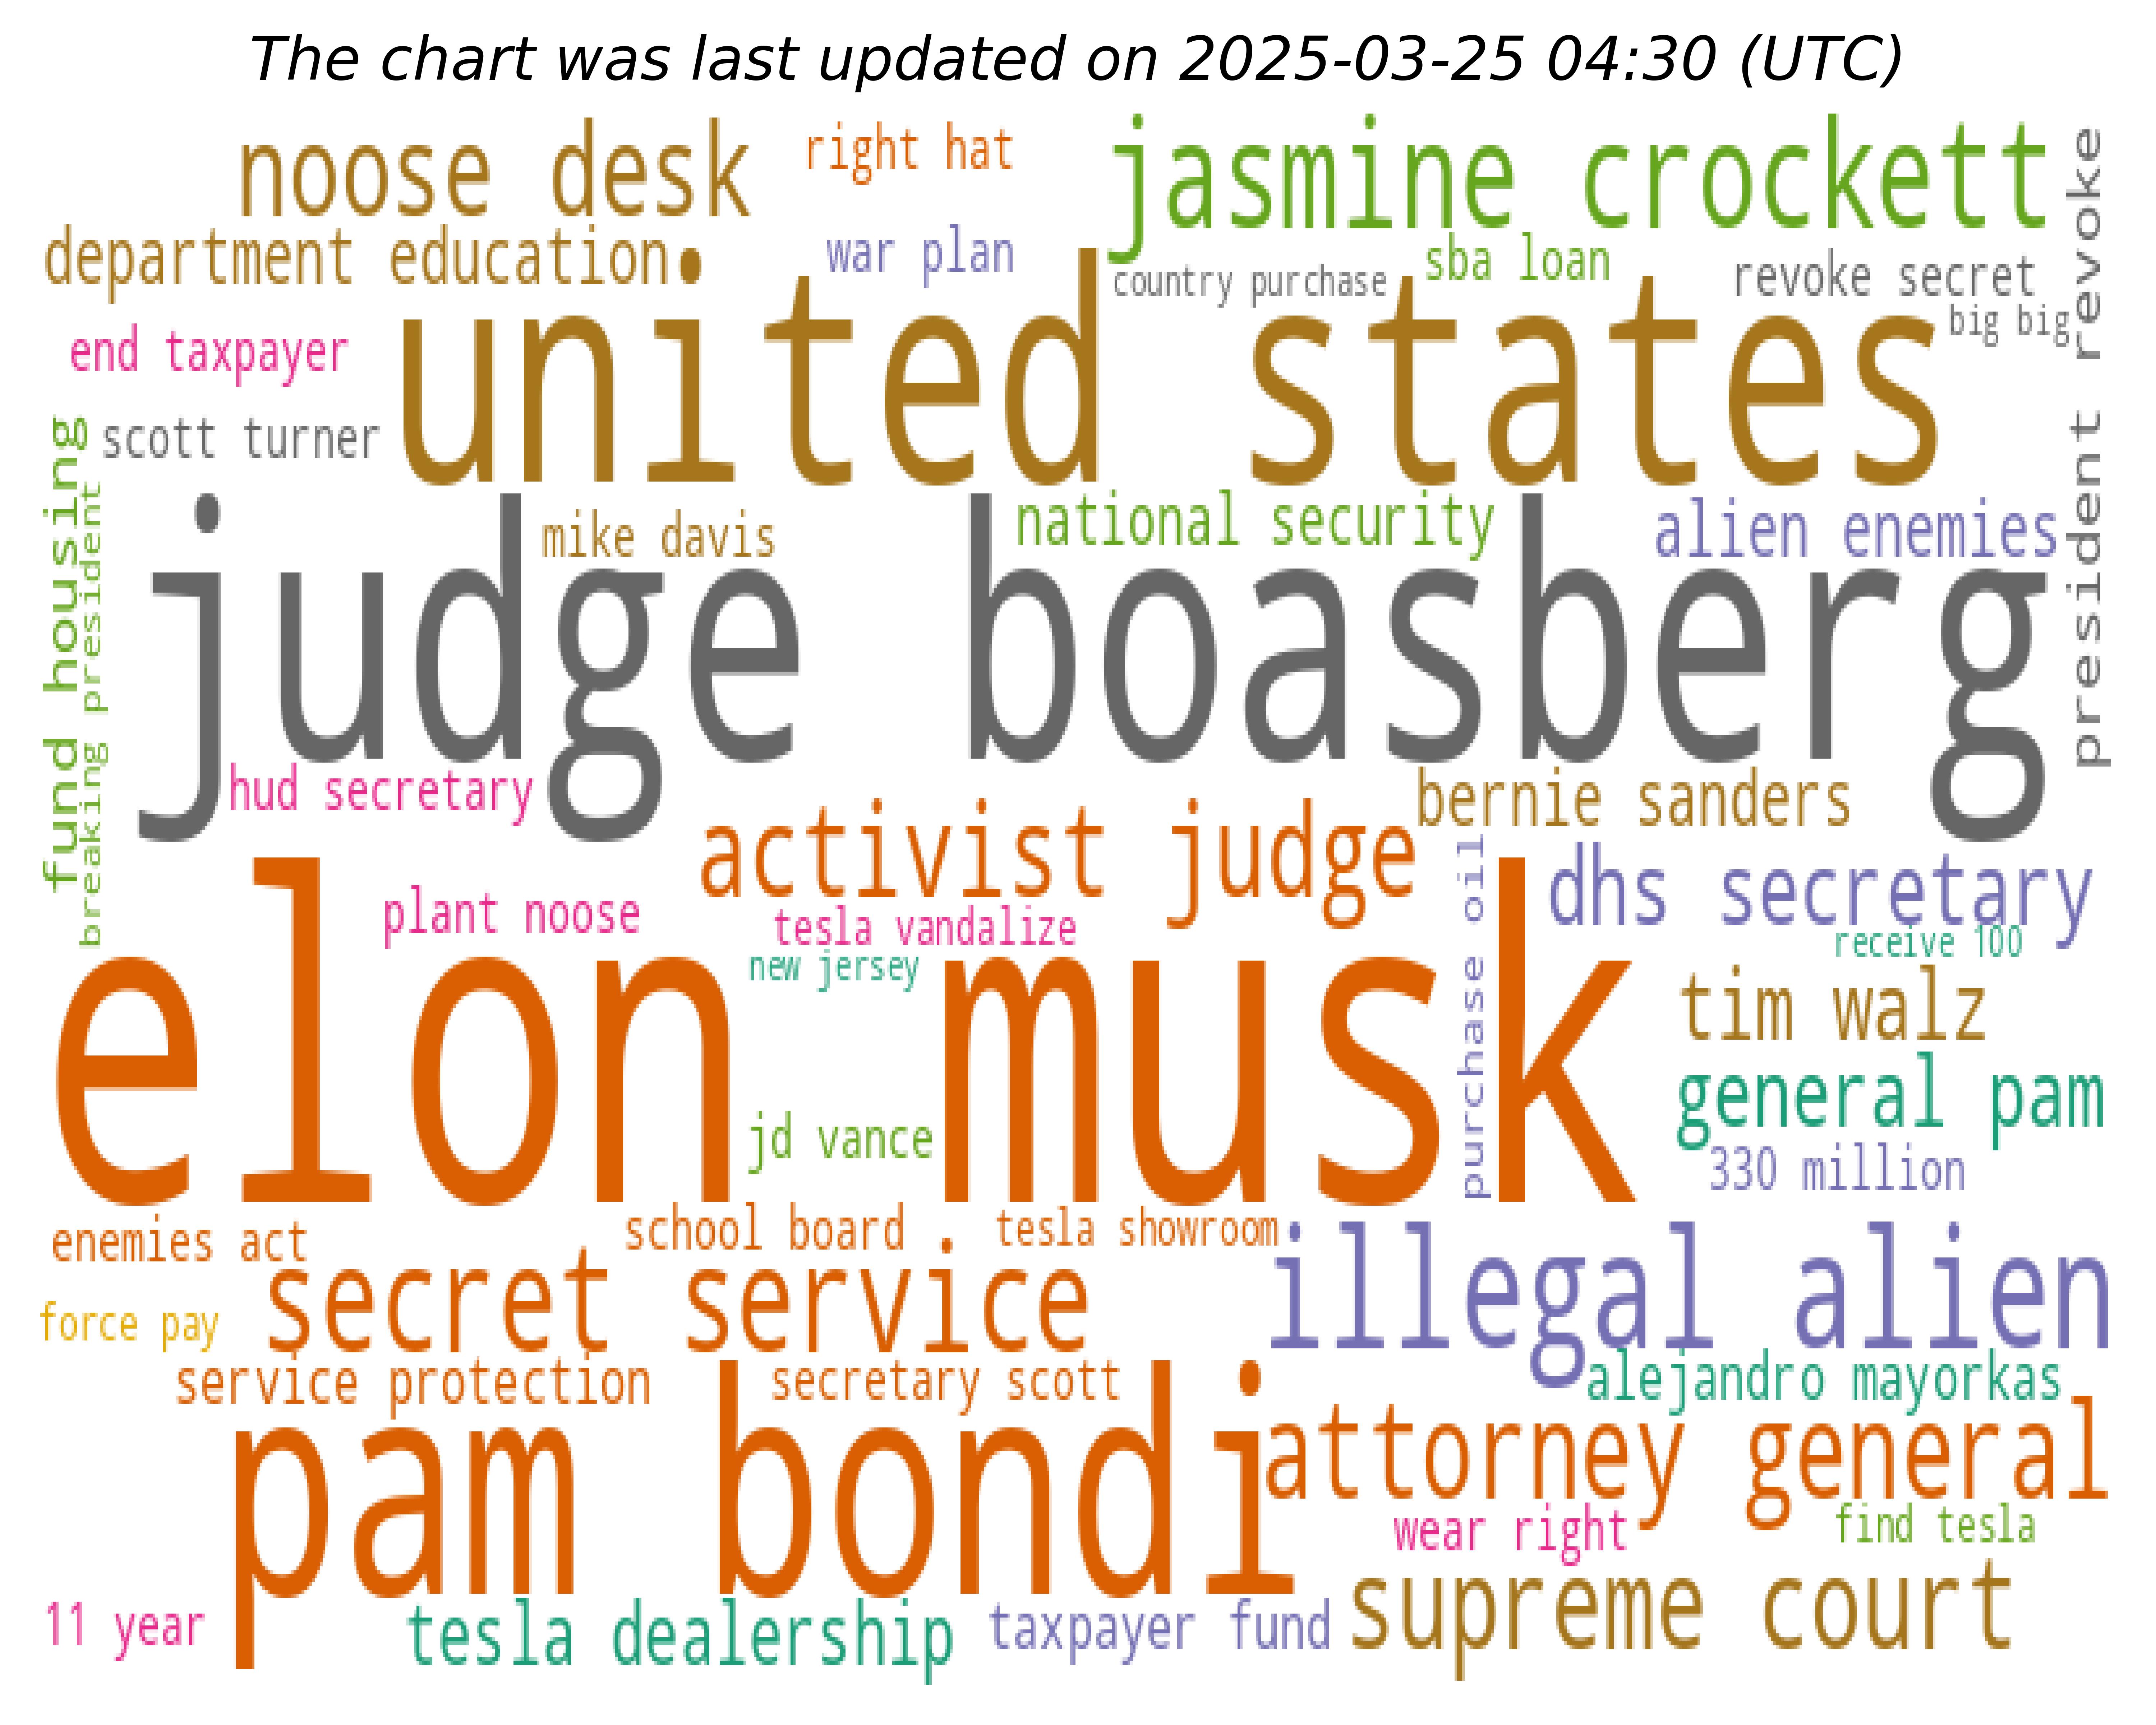 The chart was last updated on 2025-03-25 04:30 (UTC)
noose desk
right hat
jasmine crockett
president revoke
department education
war plan
country purchase
sba loan
revoke secret
big big
end taxpayer
united states
scott turner
fund housing
breaking president
mike davis
national security
alien enemies
judge boasberg
hud secretary
bernie sanders
activist judge
purchase oil
dhs secretary
plant noose
tesla vandalize
receive 100
new jersey
elon musk
tim walz
general pam
jd vance
330 million
enemies act
school board
tesla showroom
secret service
illegal alien
force pay
service protection
secretary scott
alejandro mayorkas
pam bondi
attorney general
wear right
find tesla
11 year
tesla dealership
taxpayer fund
supreme court